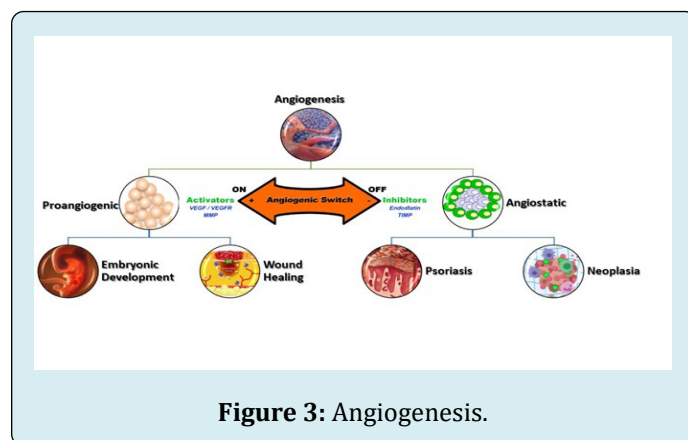 Angiogenesis
Proangiogenic
Activators
VEGF / VEGFR
MMP
ON
+ Angiogenic Switch -
OFF
Inhibitors
Endostatin
TIMP
Angiostatic
Embryonic
Development
Wound
Healing
Psoriasis
Neoplasia
Figure 3: Angiogenesis.